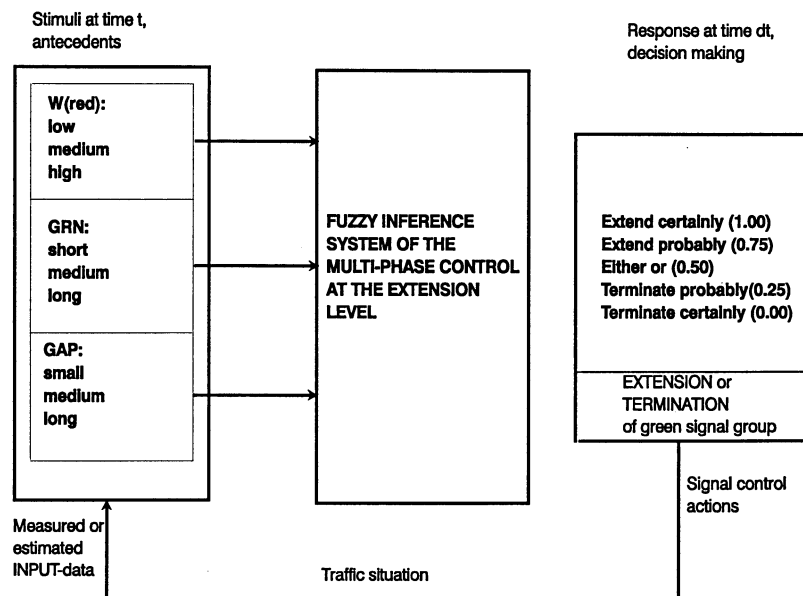 Stimuli at time t,
antecedents
W(red):
low
medium
high
GRN:
short
medium
long
GAP:
small
medium
long
Measured or
estimated
INPUT-data
FUZZY INFERENCE
SYSTEM OF THE
MULTI-PHASE CONTROL
AT THE EXTENSION
LEVEL
Traffic situation
Response at time dt,
decision making
Extend certainly (1.00)
Extend probably (0.75)
Either or (0.50)
Terminate probably(0.25)
Terminate certainly (0.00)
EXTENSION or
TERMINATION
of green signal group
Signal control
actions